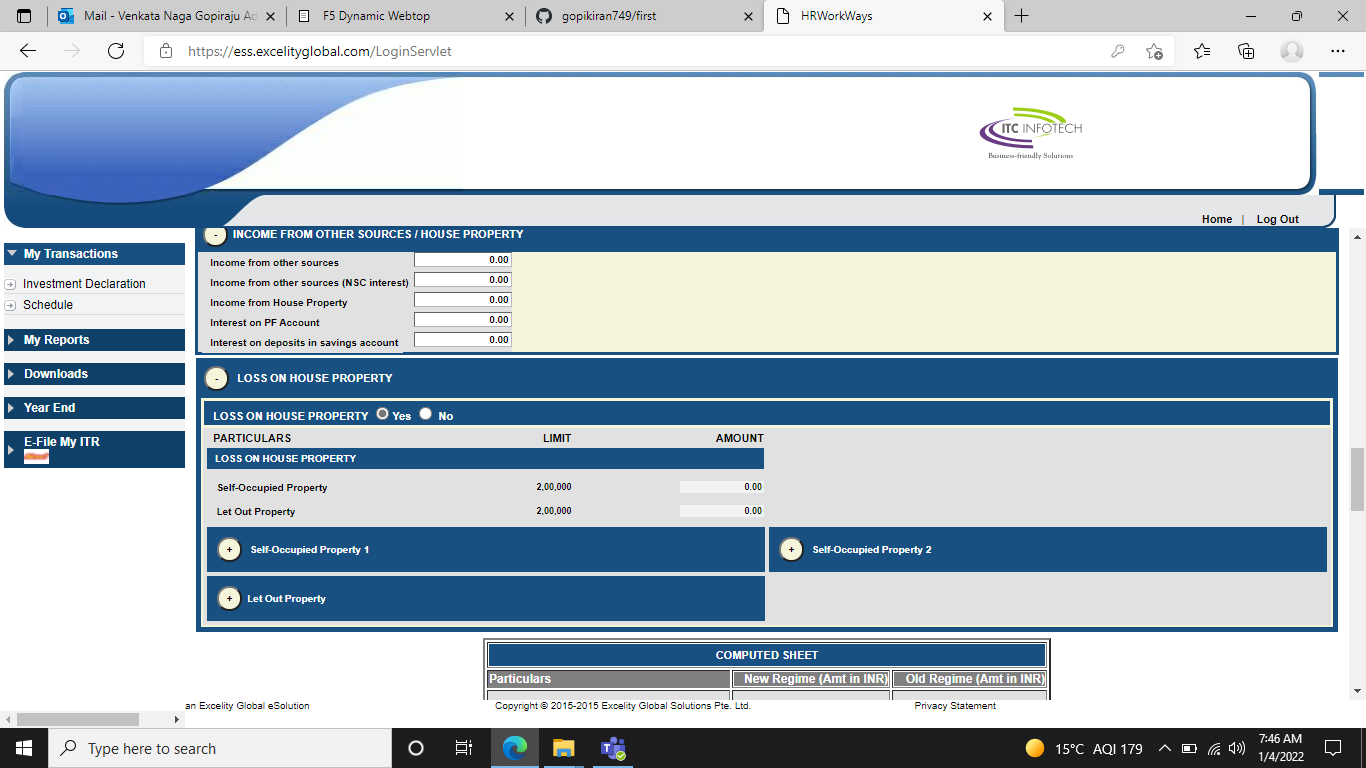 Mail - Venkata Naga Gopiraju Ad
F5 Dynamic Webtop
gopikiran749/first
HRWorkWays
https://ess.excelityglobal.com/LoginServlet
ITC INFOTECH
Business-friendly Solutions
Home | Log Out
My Transactions
Investment Declaration
Schedule
My Reports
Downloads
Year End
E-File My ITR
- INCOME FROM OTHER SOURCES / HOUSE PROPERTY
Income from other sources 0.00
Income from other sources (NSC interest) 0.00
Income from House Property 0.00
Interest on PF Account 0.00
Interest on deposits in savings account 0.00
- LOSS ON HOUSE PROPERTY
LOSS ON HOUSE PROPERTY Yes No
PARTICULARS LIMIT AMOUNT
LOSS ON HOUSE PROPERTY
Self-Occupied Property 2,00,000 0.00
Let Out Property 2,00,000 0.00
+ Self-Occupied Property 1
+ Self-Occupied Property 2
+ Let Out Property
COMPUTED SHEET
Particulars New Regime (Amt in INR) Old Regime (Amt in INR)
an Excelity Global eSolution
Copyright © 2015-2015 Excelity Global Solutions Pte. Ltd.
Privacy Statement
Type here to search
15°C AQI 179
7:46 AM
1/4/2022